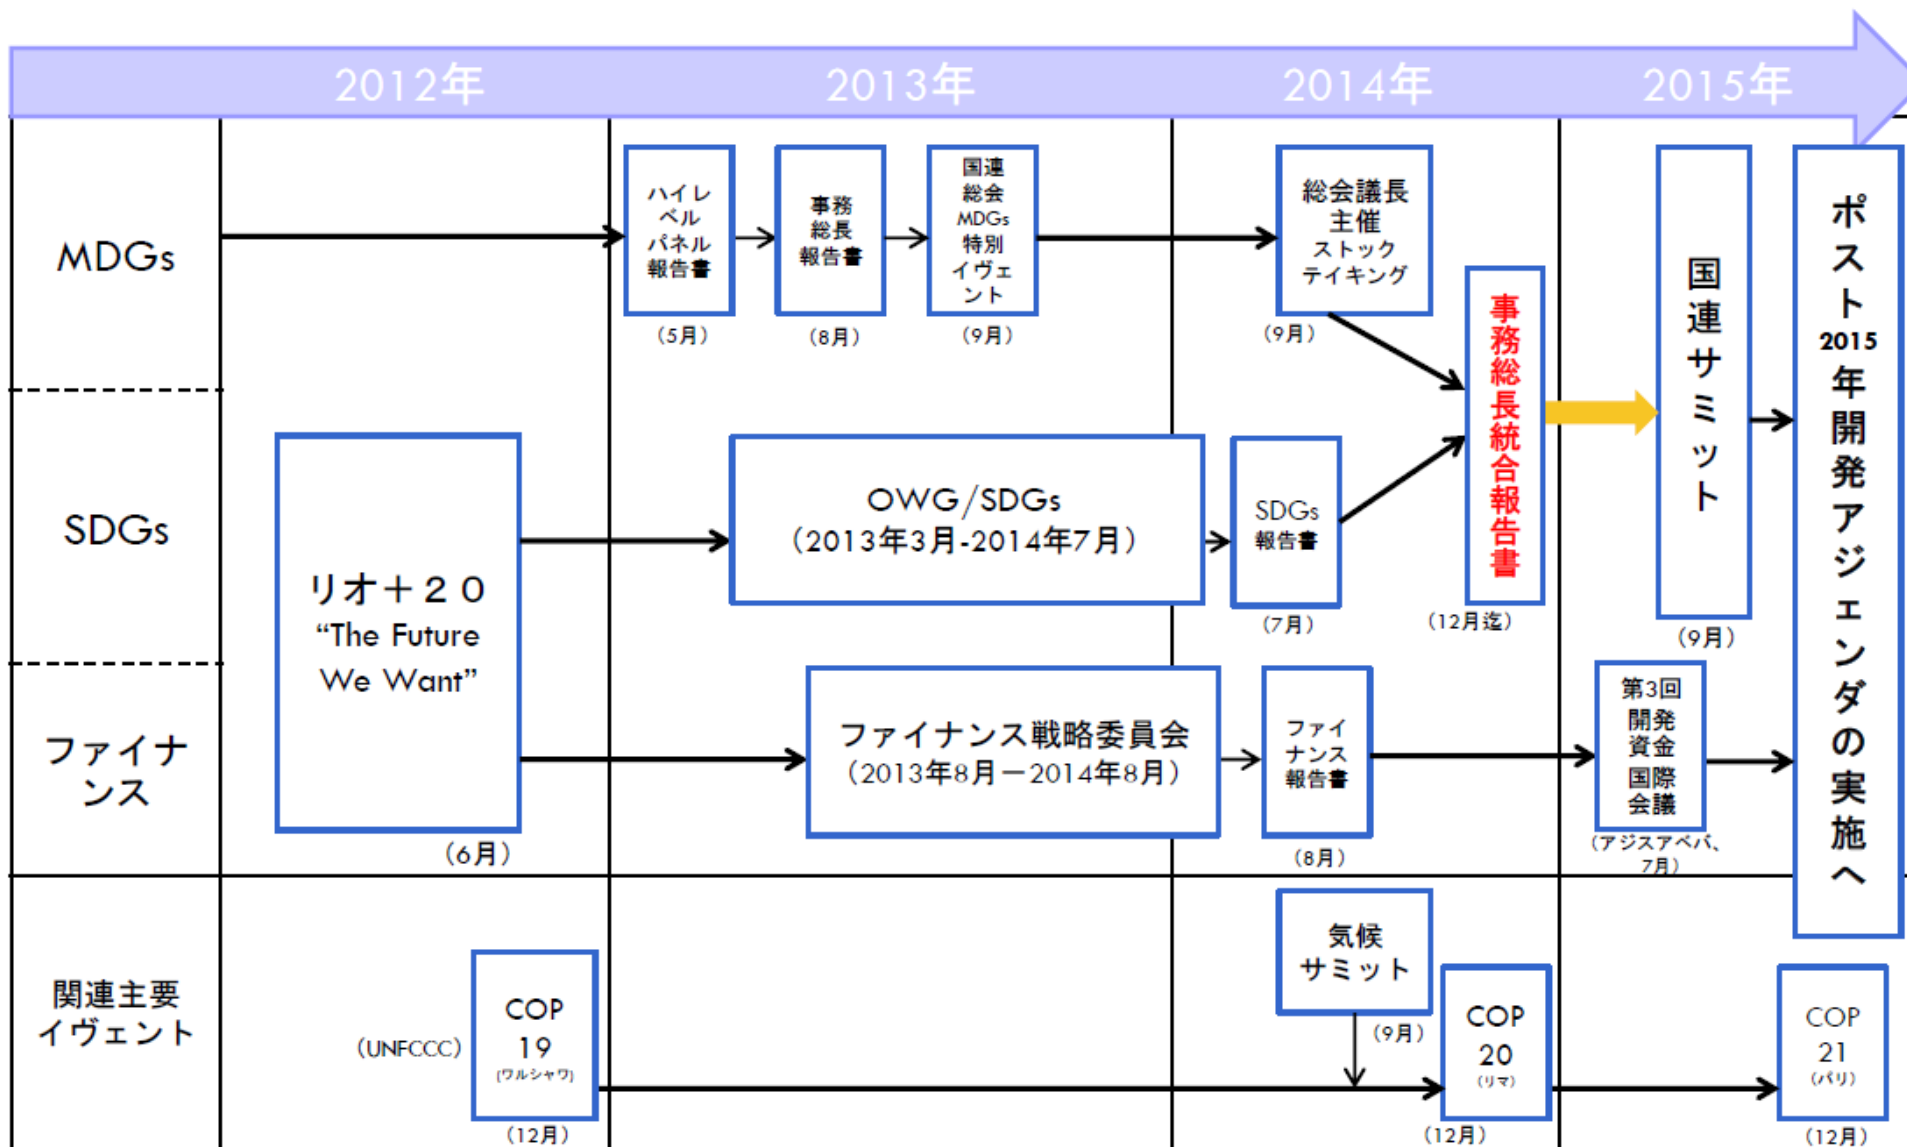 2012年
2013年
2014年
2015年
MDGs
ハイレ
ベル
パネル
報告書
(5月)
事務
総長
報告書
(8月)
国連
総会
MDGs
特別
イヴェ
ント
(9月)
総会議長
主催
ストック
テイキング
(9月)
事務総長統合報告書
(12月迄)
国連サミット
(9月)
ポスト2015年開発アジェンダの実施へ
SDGs
リオ＋２０
“The Future
We Want”
(6月)
OWG/SDGs
（2013年3月-2014年7月）
SDGs
報告書
(7月)
ファイナ
ンス
ファイナンス戦略委員会
（2013年8月－2014年8月）
ファイ
ナンス
報告書
(8月)
第3回
開発
資金
国際
会議
(アジスアベバ、
7月)
関連主要
イヴェント
(UNFCCC)
COP
19
(ワルシャワ)
(12月)
気候
サミット
(9月)
COP
20
(リマ)
(12月)
COP
21
(パリ)
(12月)